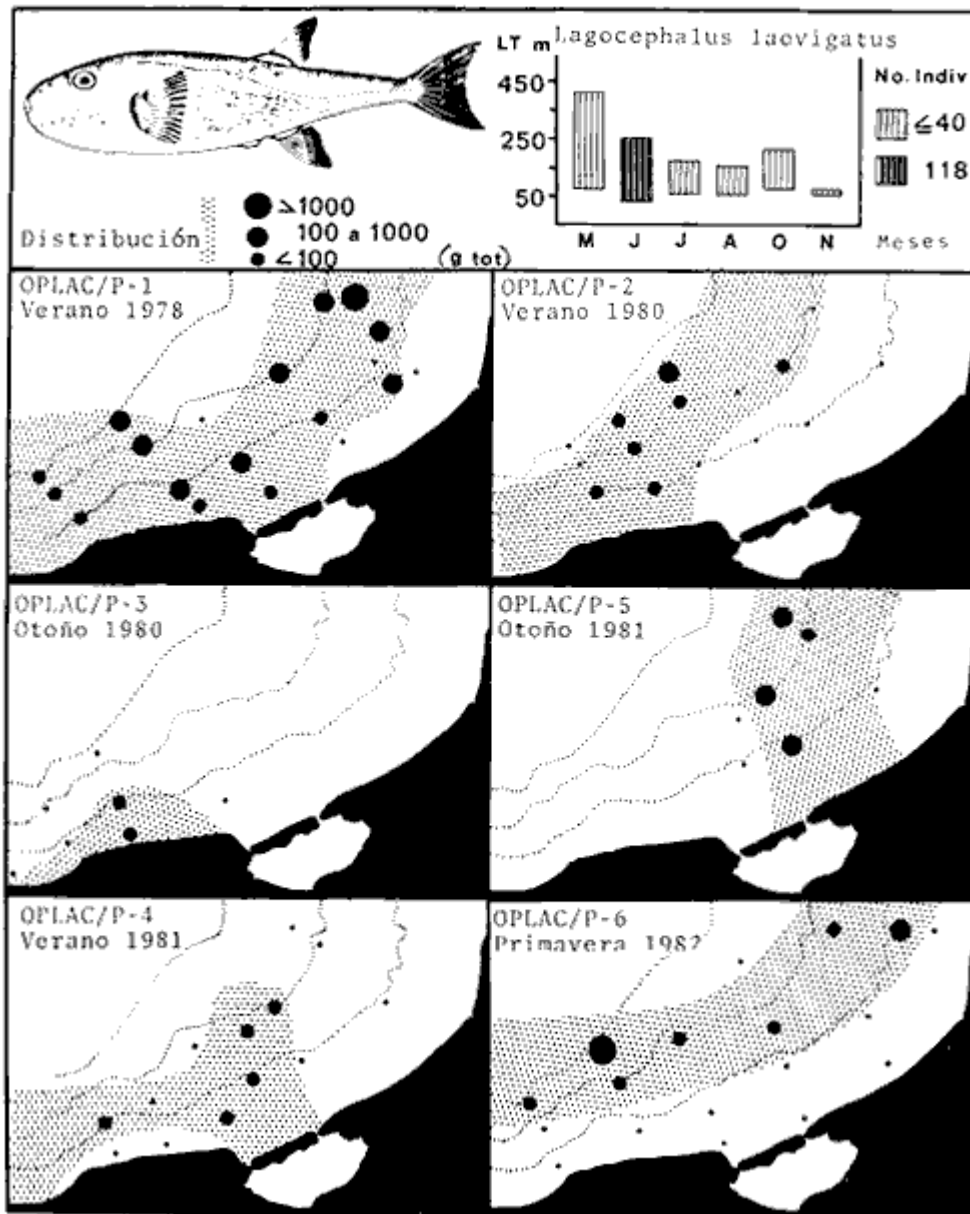 LT m Lagocephalus laevigatus
450
250
50
M J J A O N
Meses
No. Indiv
≦40
118
Distribución
>1000
100 a 1000
<100
(g tot)
OPLAC/P-1
Verano 1978
OPLAC/P-2
Verano 1980
OPLAC/P-3
Otoño 1980
OPLAC/P-5
Otoño 1981
OPLAC/P-4
Verano 1981
OPLAC/P-6
Primavera 1982